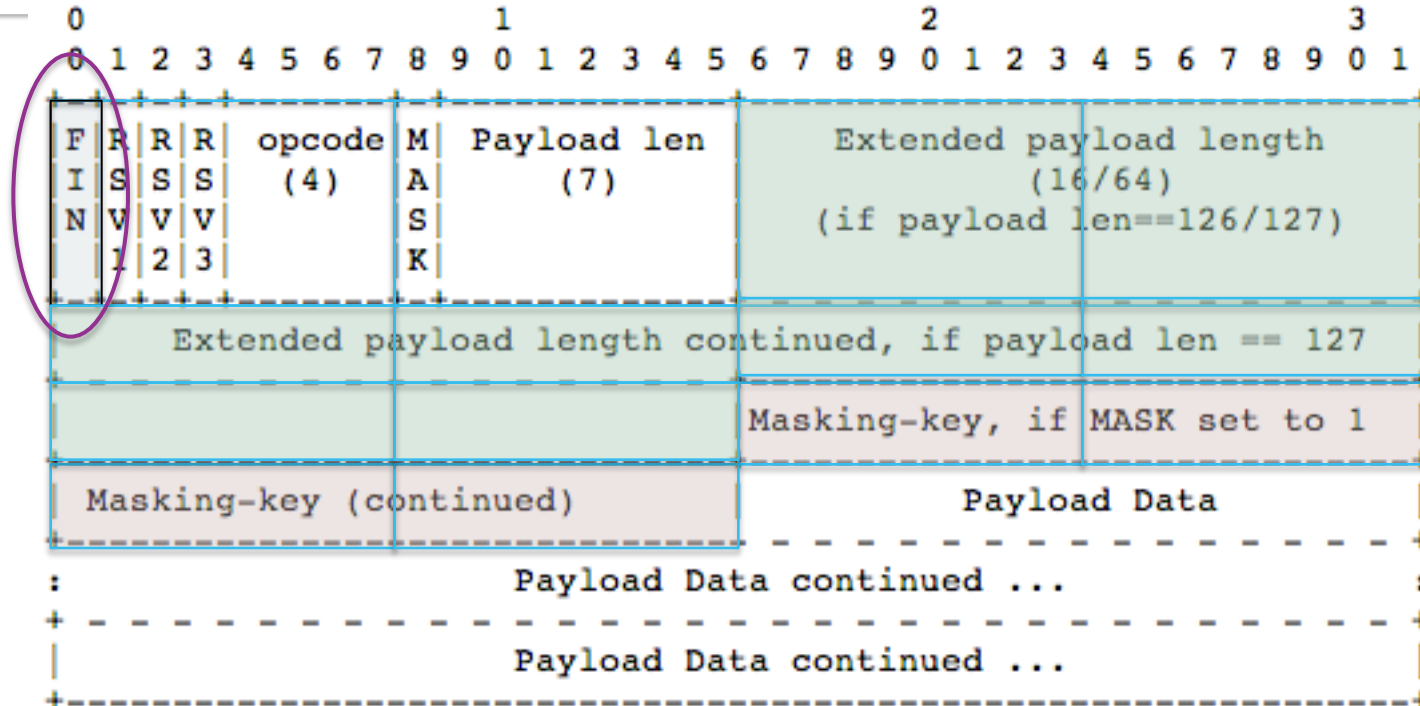 0 1 2 3
0 1 2 3 4 5 6 7 8 9 0 1 2 3 4 5 6 7 8 9 0 1 2 3 4 5 6 7 8 9 0 1
+-+-+-+-+-------+-+-------------+-------------------------------+
|F|R|R|R| opcode|M| Payload len | Extended payload length |
|I|S|S|S| (4) |A| (7) | (16/64) |
|N|V|V|V| |S| | (if payload len==126/127) |
| |1|2|3| |K| | |
+-+-+-+-+-------+-+-------------+ - - - - - - - - - - - - - - - +
| Extended payload length continued, if payload len == 127 |
+ - - - - - - - - - - - - - - - +-------------------------------+
| |Masking-key, if MASK set to 1 |
+-------------------------------+-------------------------------+
| Masking-key (continued) | Payload Data |
+-------------------------------- - - - - - - - - - - - - - - - +
: Payload Data continued ... :
+ - - - - - - - - - - - - - - - - - - - - - - - - - - - - - - - +
| Payload Data continued ... |
+---------------------------------------------------------------+